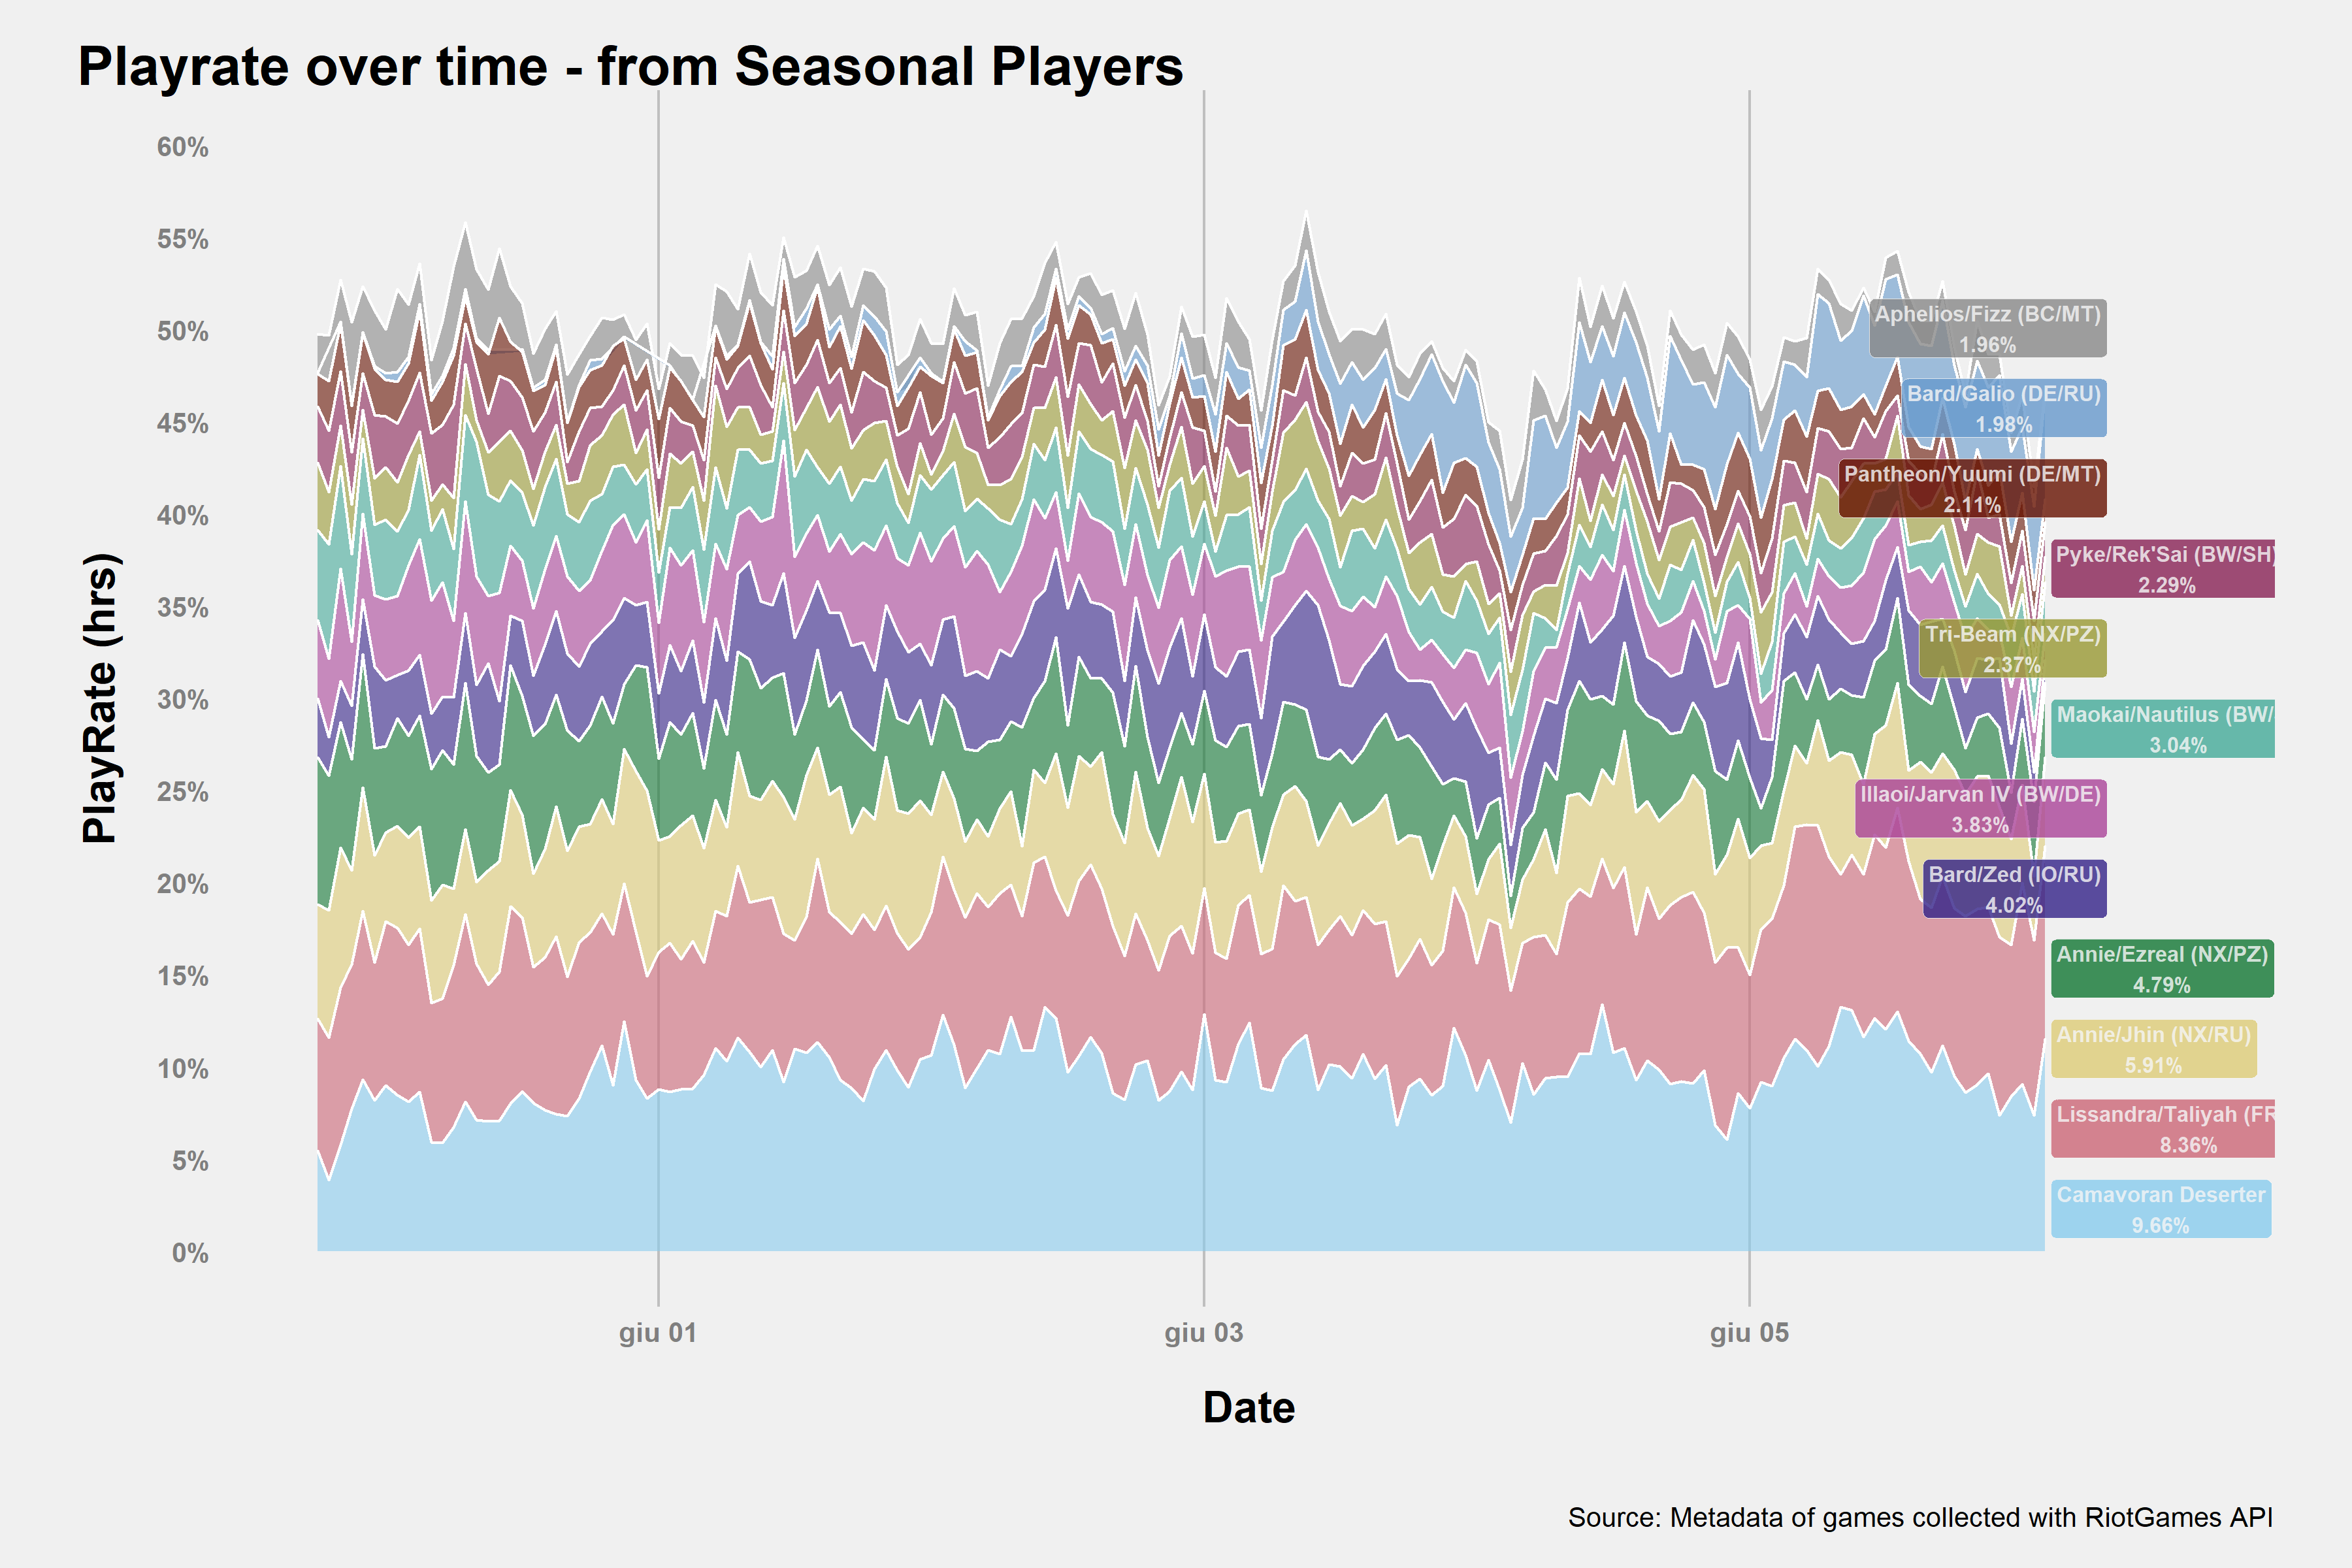 Playrate over time - from Seasonal Players
PlayRate (hrs)
60%
55%
50%
45%
40%
35%
30%
25%
20%
15%
10%
5%
0%
Aphelios/Fizz (BC/MT)
1.96%
Bard/Galio (DE/RU)
1.98%
Pantheon/Yuumi (DE/MT)
2.11%
Pyke/Rek'Sai (BW/SH)
2.29%
Tri-Beam (NX/PZ)
2.37%
Maokai/Nautilus (BW/
3.04%
Illaoi/Jarvan IV (BW/DE)
3.83%
Bard/Zed (IO/RU)
4.02%
Annie/Ezreal (NX/PZ)
4.79%
Annie/Jhin (NX/RU)
5.91%
Lissandra/Taliyah (FR
8.36%
Camavoran Deserter
9.66%
giu 01
giu 03
giu 05
Date
Source: Metadata of games collected with RiotGames API